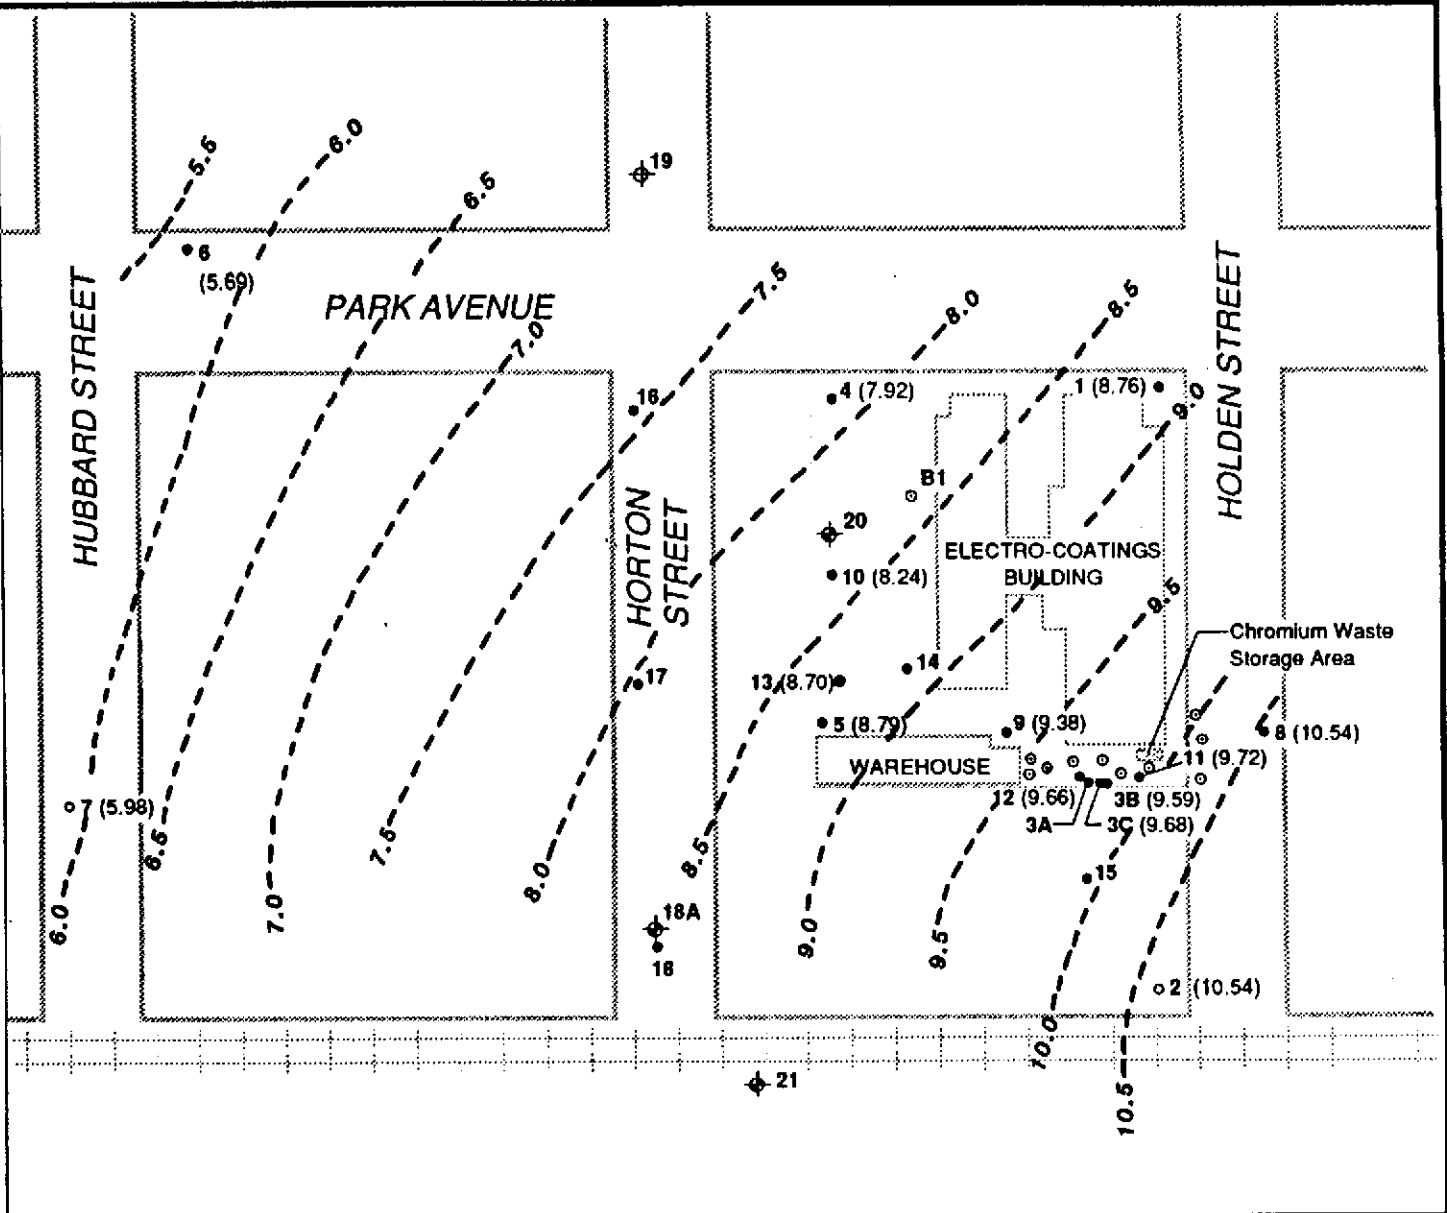 5.5
6.0
6.5
19
6
(5.69)
PARK AVENUE
7.0
7.5
8.0
8.5
HUBBARD STREET
HOLDEN STREET
16
4 (7.92)
1 (8.76)
9.0
B1
20
HORTON STREET
ELECTRO-COATINGS
BUILDING
10 (8.24)
9.5
Chromium Waste
Storage Area
14
17
13 (8.70)
5 (8.79)
9 (9.38)
8 (10.54)
WAREHOUSE
11 (9.72)
12 (9.66)
3B (9.59)
3A
3C (9.68)
7 (5.98)
6.5
7.5
8.0
8.5
15
6.0
7.0
18A
18
9.0
9.5
2 (10.54)
10.0
21
10.5